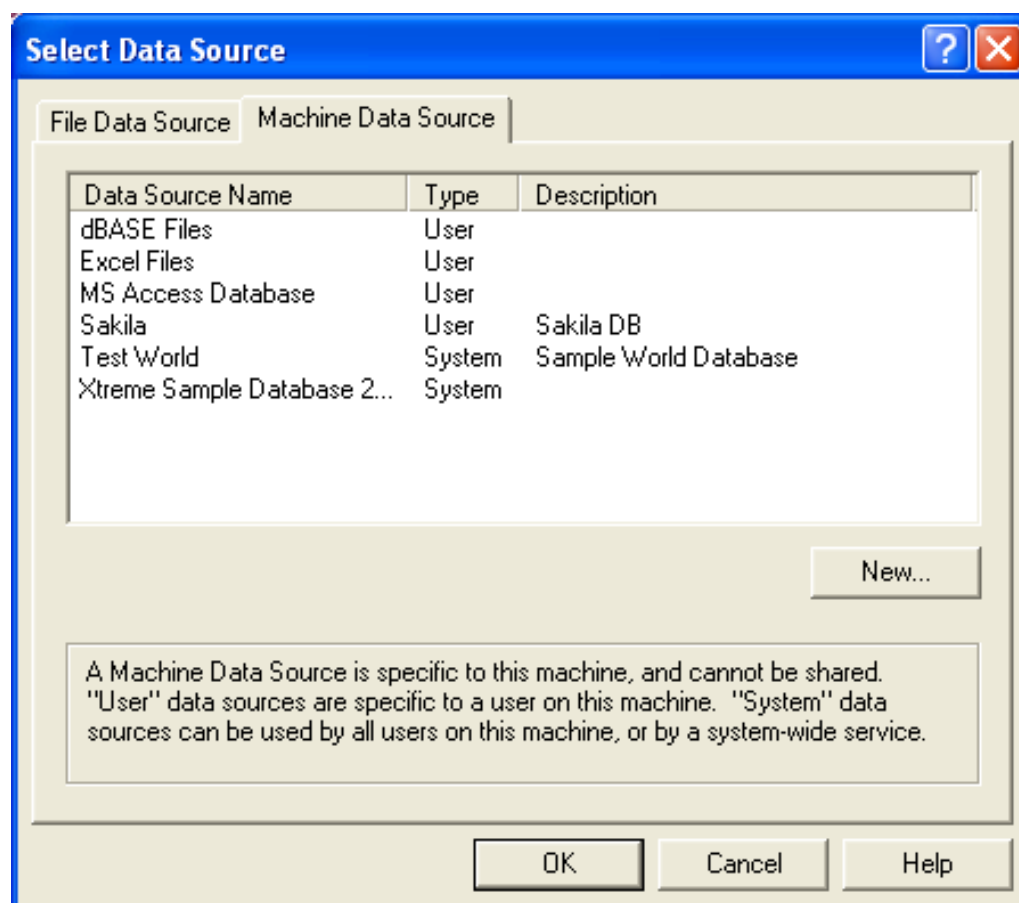 Select Data Source
File Data Source Machine Data Source
Data Source Name Type Description
dBASE Files User
Excel Files User
MS Access Database User
Sakila User Sakila DB
Test World System Sample World Database
Xtreme Sample Database 2... System
New...
A Machine Data Source is specific to this machine, and cannot be shared.
"User" data sources are specific to a user on this machine.  "System" data
sources can be used by all users on this machine, or by a system-wide service.
OK Cancel Help